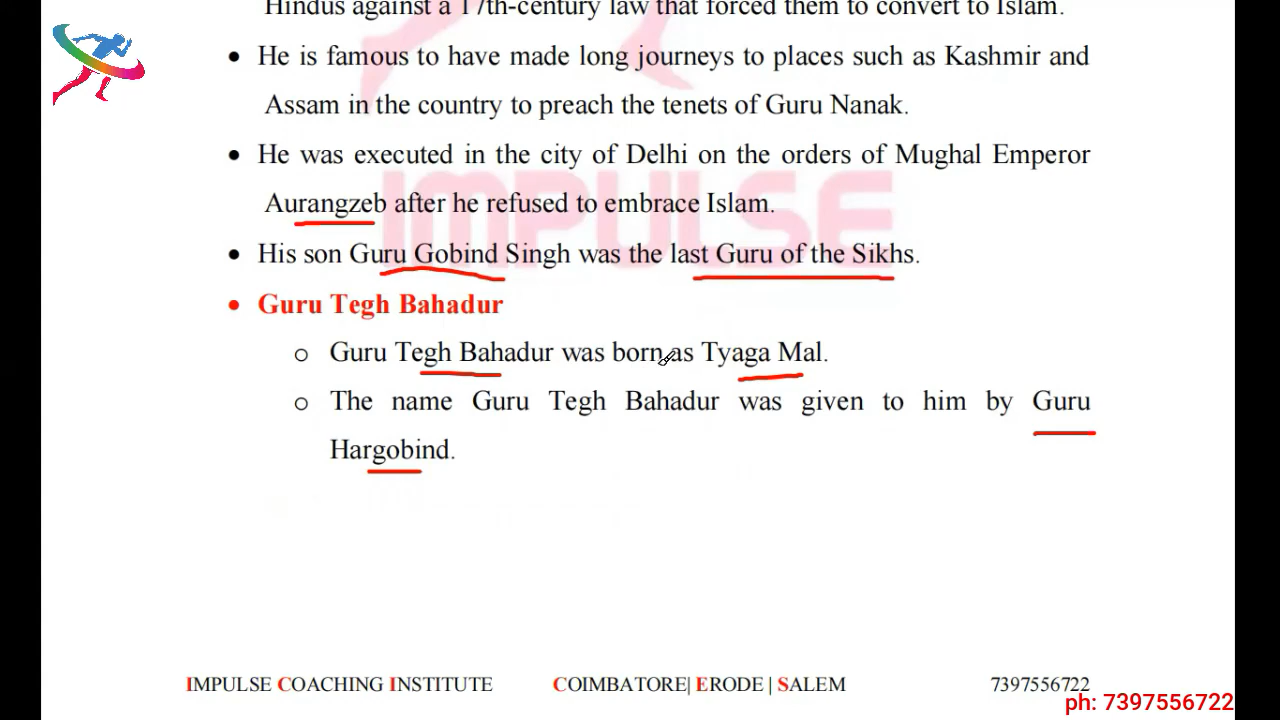 Hindus against a 17th-century law that forced them to convert to Islam.
• He is famous to have made long journeys to places such as Kashmir and
Assam in the country to preach the tenets of Guru Nanak.
• He was executed in the city of Delhi on the orders of Mughal Emperor
Aurangzeb after he refused to embrace Islam.
• His son Guru Gobind Singh was the last Guru of the Sikhs.
• Guru Tegh Bahadur
o Guru Tegh Bahadur was born as Tyaga Mal.
o The name Guru Tegh Bahadur was given to him by Guru
Hargobind.
IMPULSE
IMPULSE COACHING INSTITUTE COIMBATORE| ERODE | SALEM 7397556722
ph: 7397556722